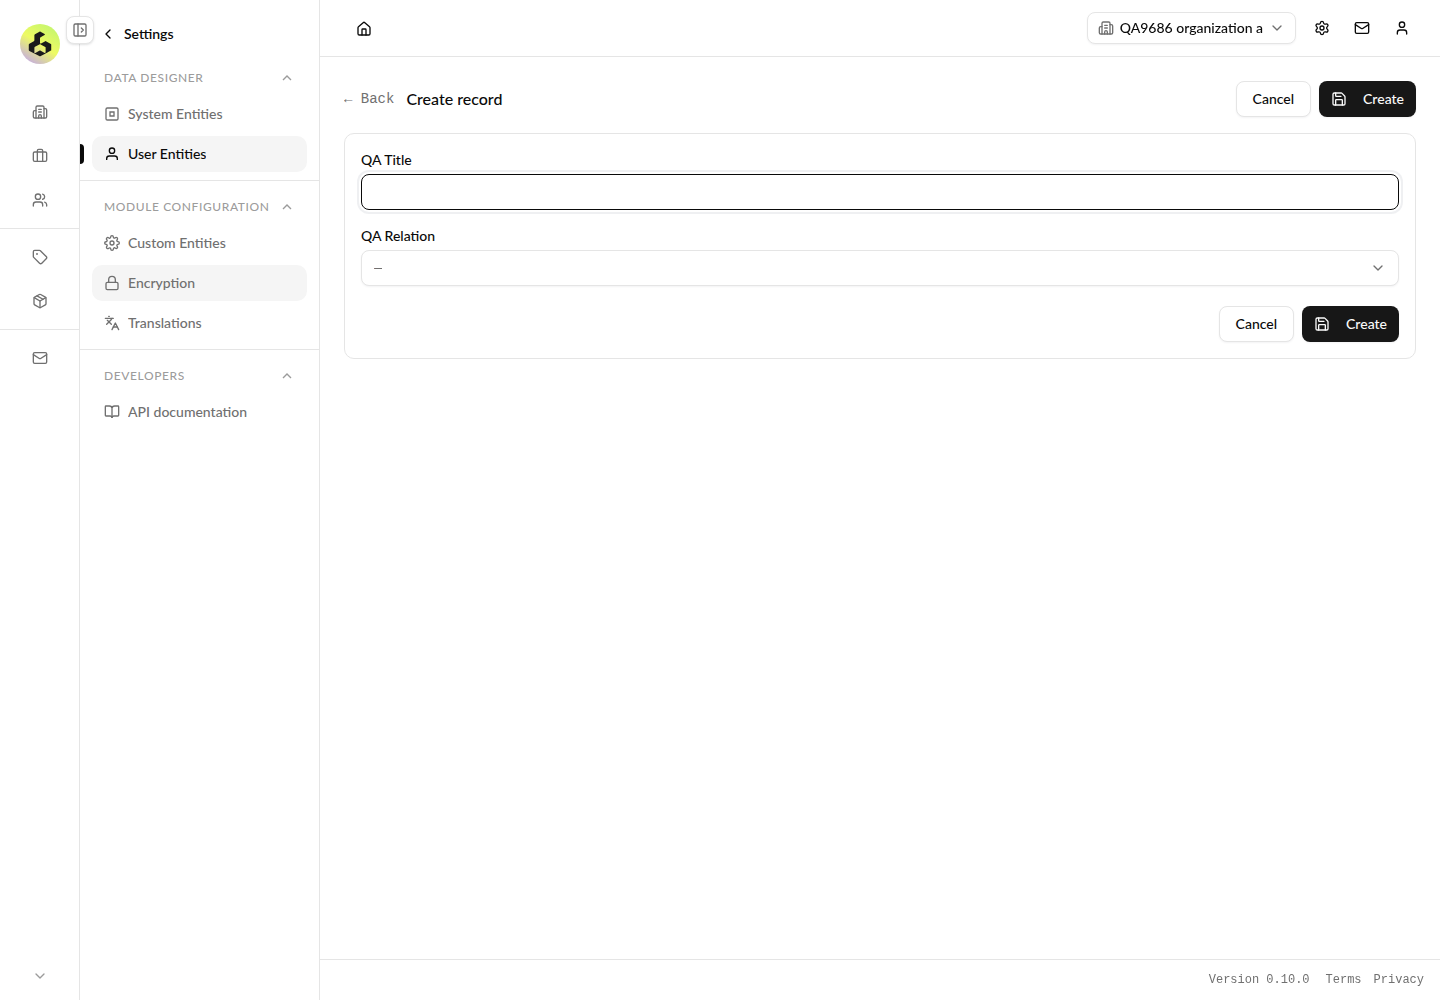 Settings
DATA DESIGNER
System Entities
User Entities
MODULE CONFIGURATION
Custom Entities
Encryption
Translations
DEVELOPERS
API documentation
QA9686 organization a
← Back Create record
Cancel Create
QA Title
QA Relation
—
Cancel Create
Version 0.10.0 Terms Privacy